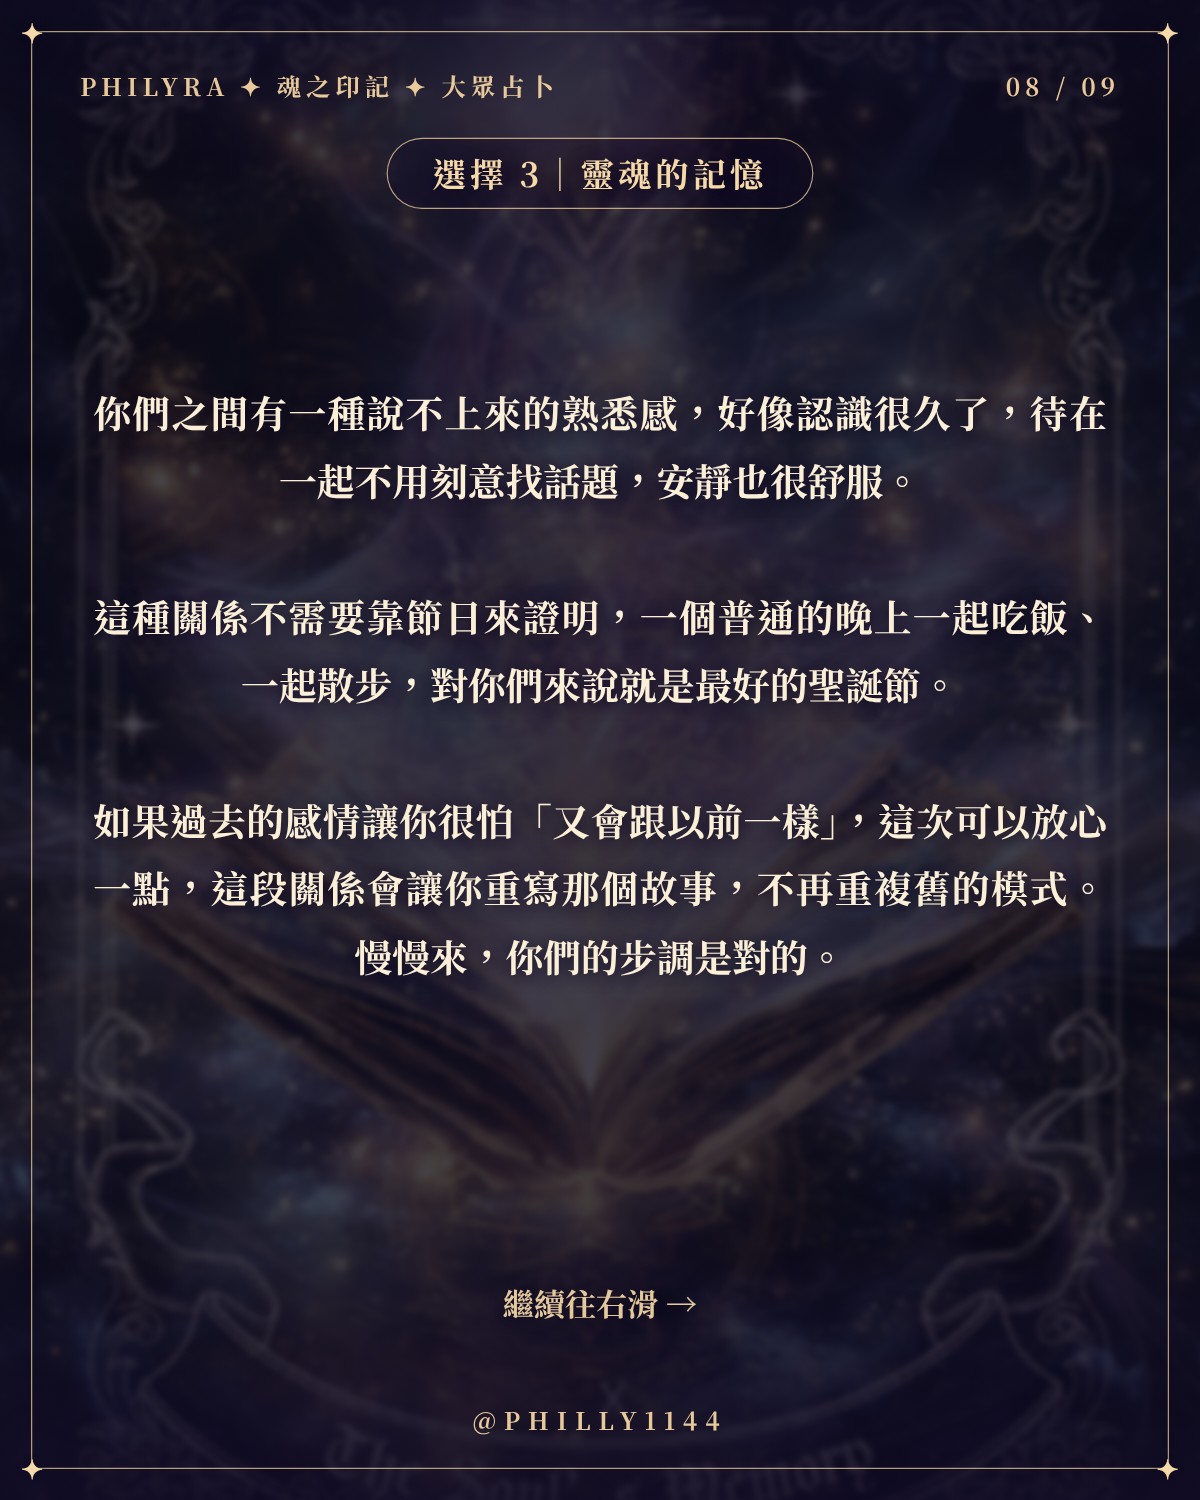 PHILYRA ✦ 魂之印記 ✦ 大眾占卜
08 / 09
選擇 3｜靈魂的記憶
你們之間有一種說不上來的熟悉感，好像認識很久了，待在
一起不用刻意找話題，安靜也很舒服。
這種關係不需要靠節日來證明，一個普通的晚上一起吃飯、
一起散步，對你們來說就是最好的聖誕節。
如果過去的感情讓你很怕「又會跟以前一樣」，這次可以放心
一點，這段關係會讓你重寫那個故事，不再重複舊的模式。
慢慢來，你們的步調是對的。
繼續往右滑 →
@PHILLY1144
The Soul's Memory